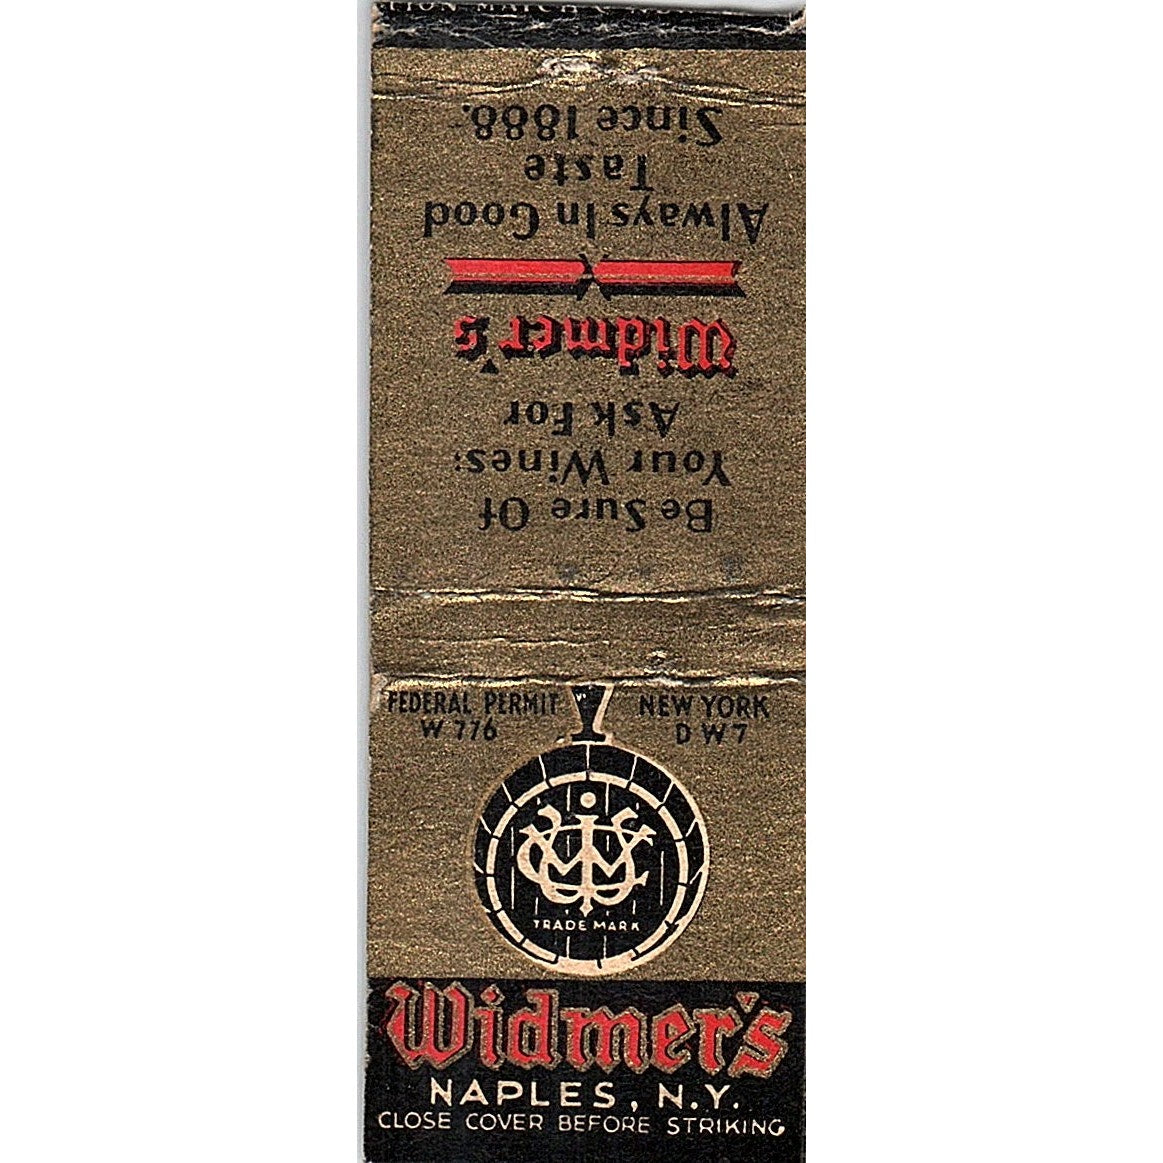 Be Sure Of
Your Wines:
Ask For
Widmer's
Always In Good
Taste
Since 1888.
FEDERAL PERMIT
W 776
NEW YORK
D W 7
TRADE MARK
Widmer's
NAPLES, N.Y.
CLOSE COVER BEFORE STRIKING